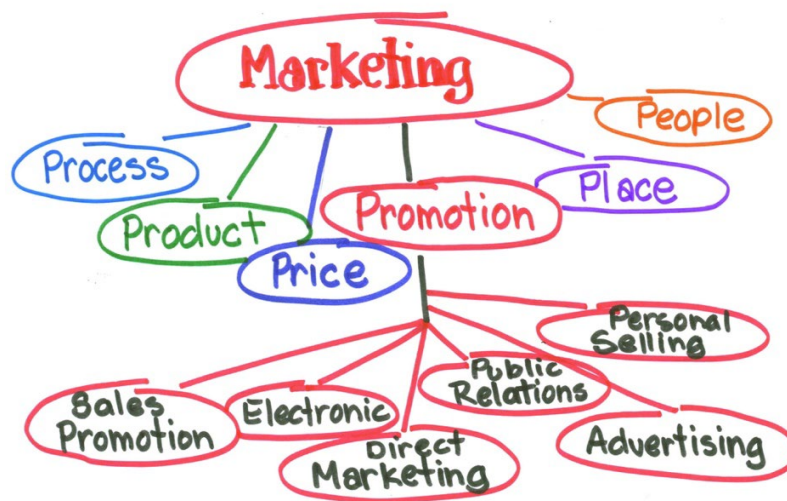 Marketing
People
Process
Place
Product
Promotion
Price
Personal
Selling
Public
Relations
Sales
Promotion
Electronic
Advertising
Direct
Marketing